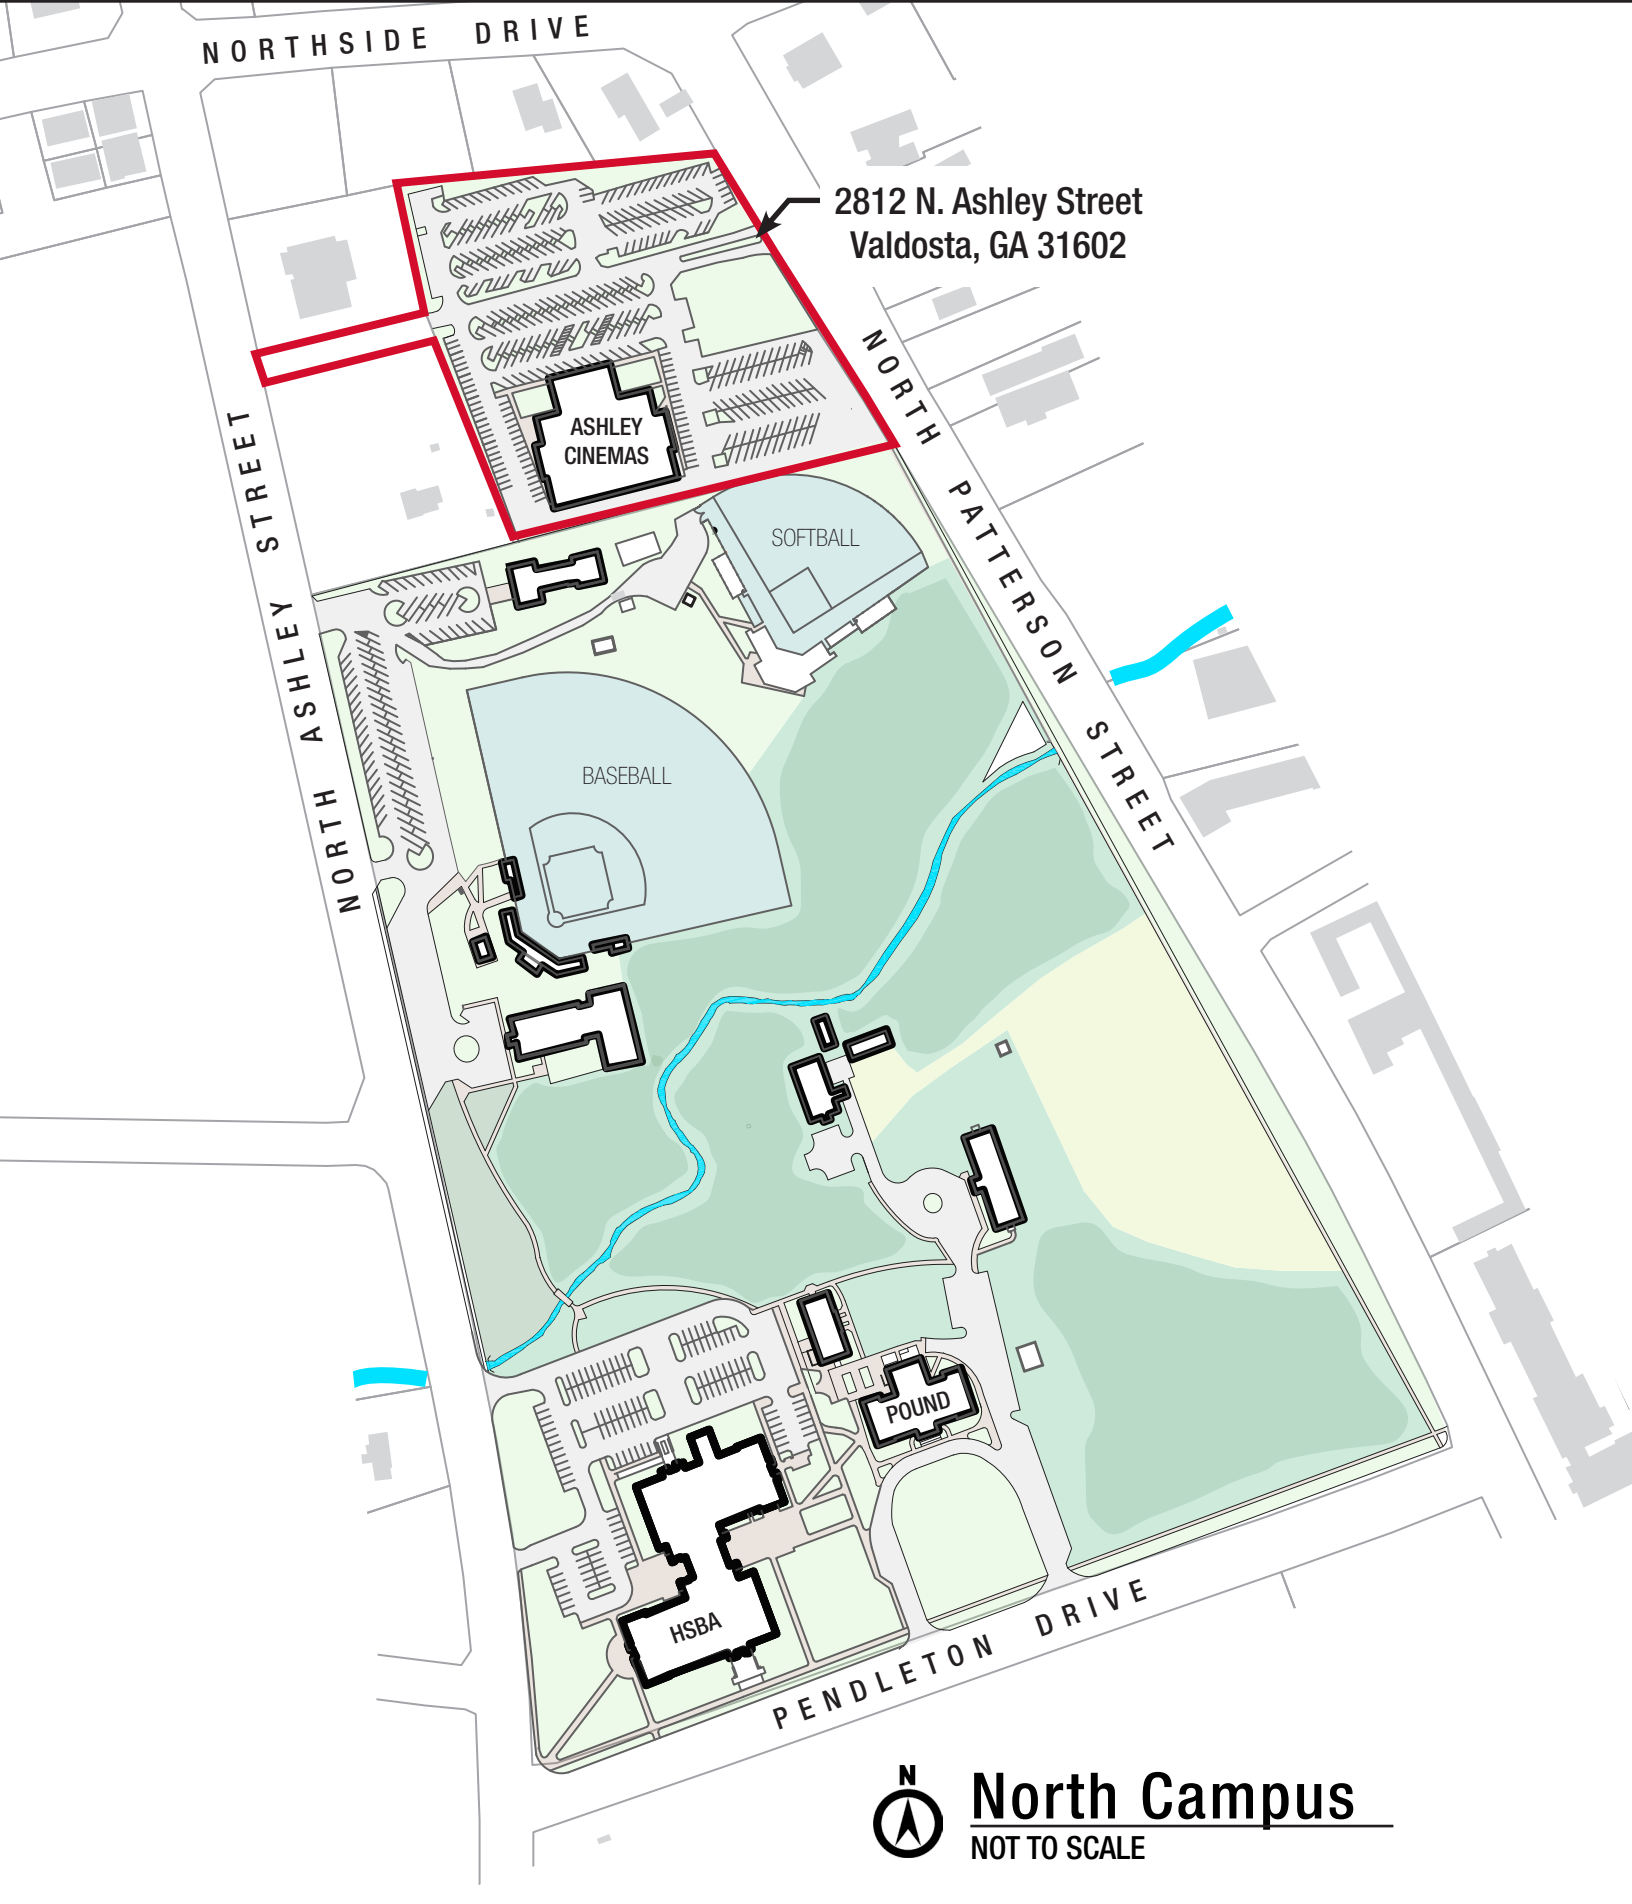 NORTHSIDE DRIVE
2812 N. Ashley Street
Valdosta, GA 31602
NORTH PATTERSON STREET
NORTH ASHLEY STREET
ASHLEY
CINEMAS
SOFTBALL
BASEBALL
POUND
HSBA
PENDLETON DRIVE
N
North Campus
NOT TO SCALE